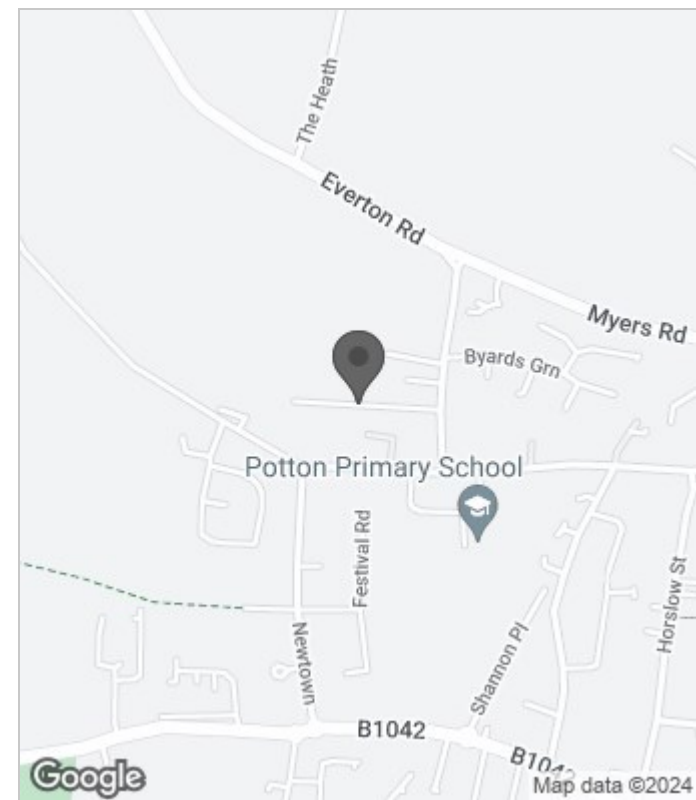 The Heath
Everton Rd
Myers Rd
Byards Grn
Potton Primary School
Festival Rd
Newtown
Shannon Pl
Horslow St
B1042
B1042
Google
Map data ©2024